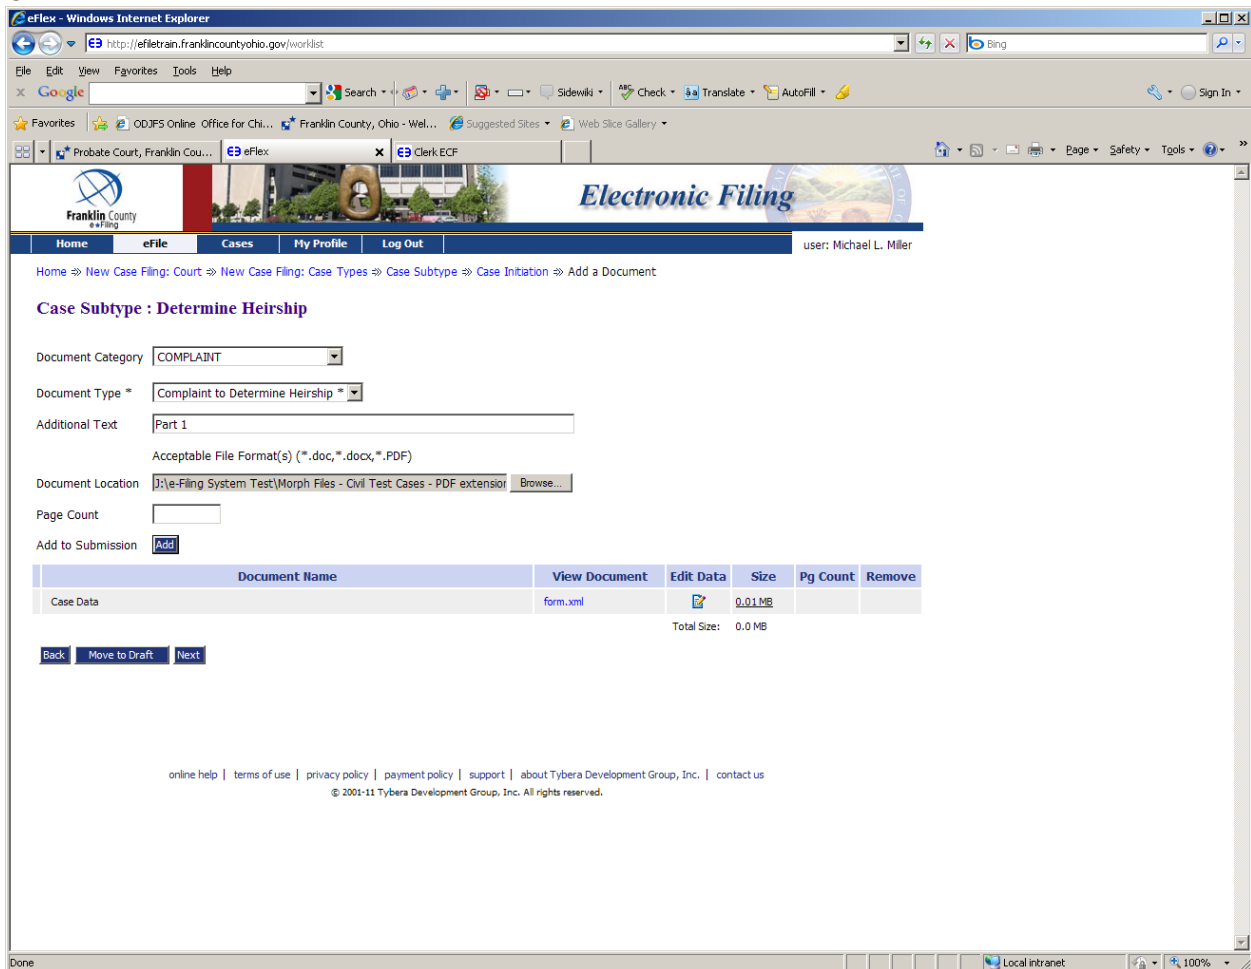 eFlex - Windows Internet Explorer
http://efiletrain.franklincountyohio.gov/worklist
Bing
File Edit View Favorites Tools Help
x Google Search Sidewiki Check Translate AutoFill Sign In
Favorites ODJFS Online Office for Chi... Franklin County, Ohio - Wel... Suggested Sites Web Slice Gallery
Probate Court, Franklin Cou... eFlex x Clerk ECF Page Safety Tools »
Franklin County
e★Filing
Electronic Filing
Home eFile Cases My Profile Log Out user: Michael L. Miller
Home ⇒ New Case Filing: Court ⇒ New Case Filing: Case Types ⇒ Case Subtype ⇒ Case Initiation ⇒ Add a Document
Case Subtype : Determine Heirship
Document Category COMPLAINT
Document Type * Complaint to Determine Heirship *
Additional Text Part 1
Acceptable File Format(s) (*.doc,*.docx,*.PDF)
Document Location J:\e-Filing System Test\Morph Files - Civil Test Cases - PDF extension Browse...
Page Count
Add to Submission Add
Document Name View Document Edit Data Size Pg Count Remove
Case Data form.xml 0.01 MB
Total Size: 0.0 MB
Back Move to Draft Next
online help | terms of use | privacy policy | payment policy | support | about Tybera Development Group, Inc. | contact us
© 2001-11 Tybera Development Group, Inc. All rights reserved.
Done Local intranet 100%